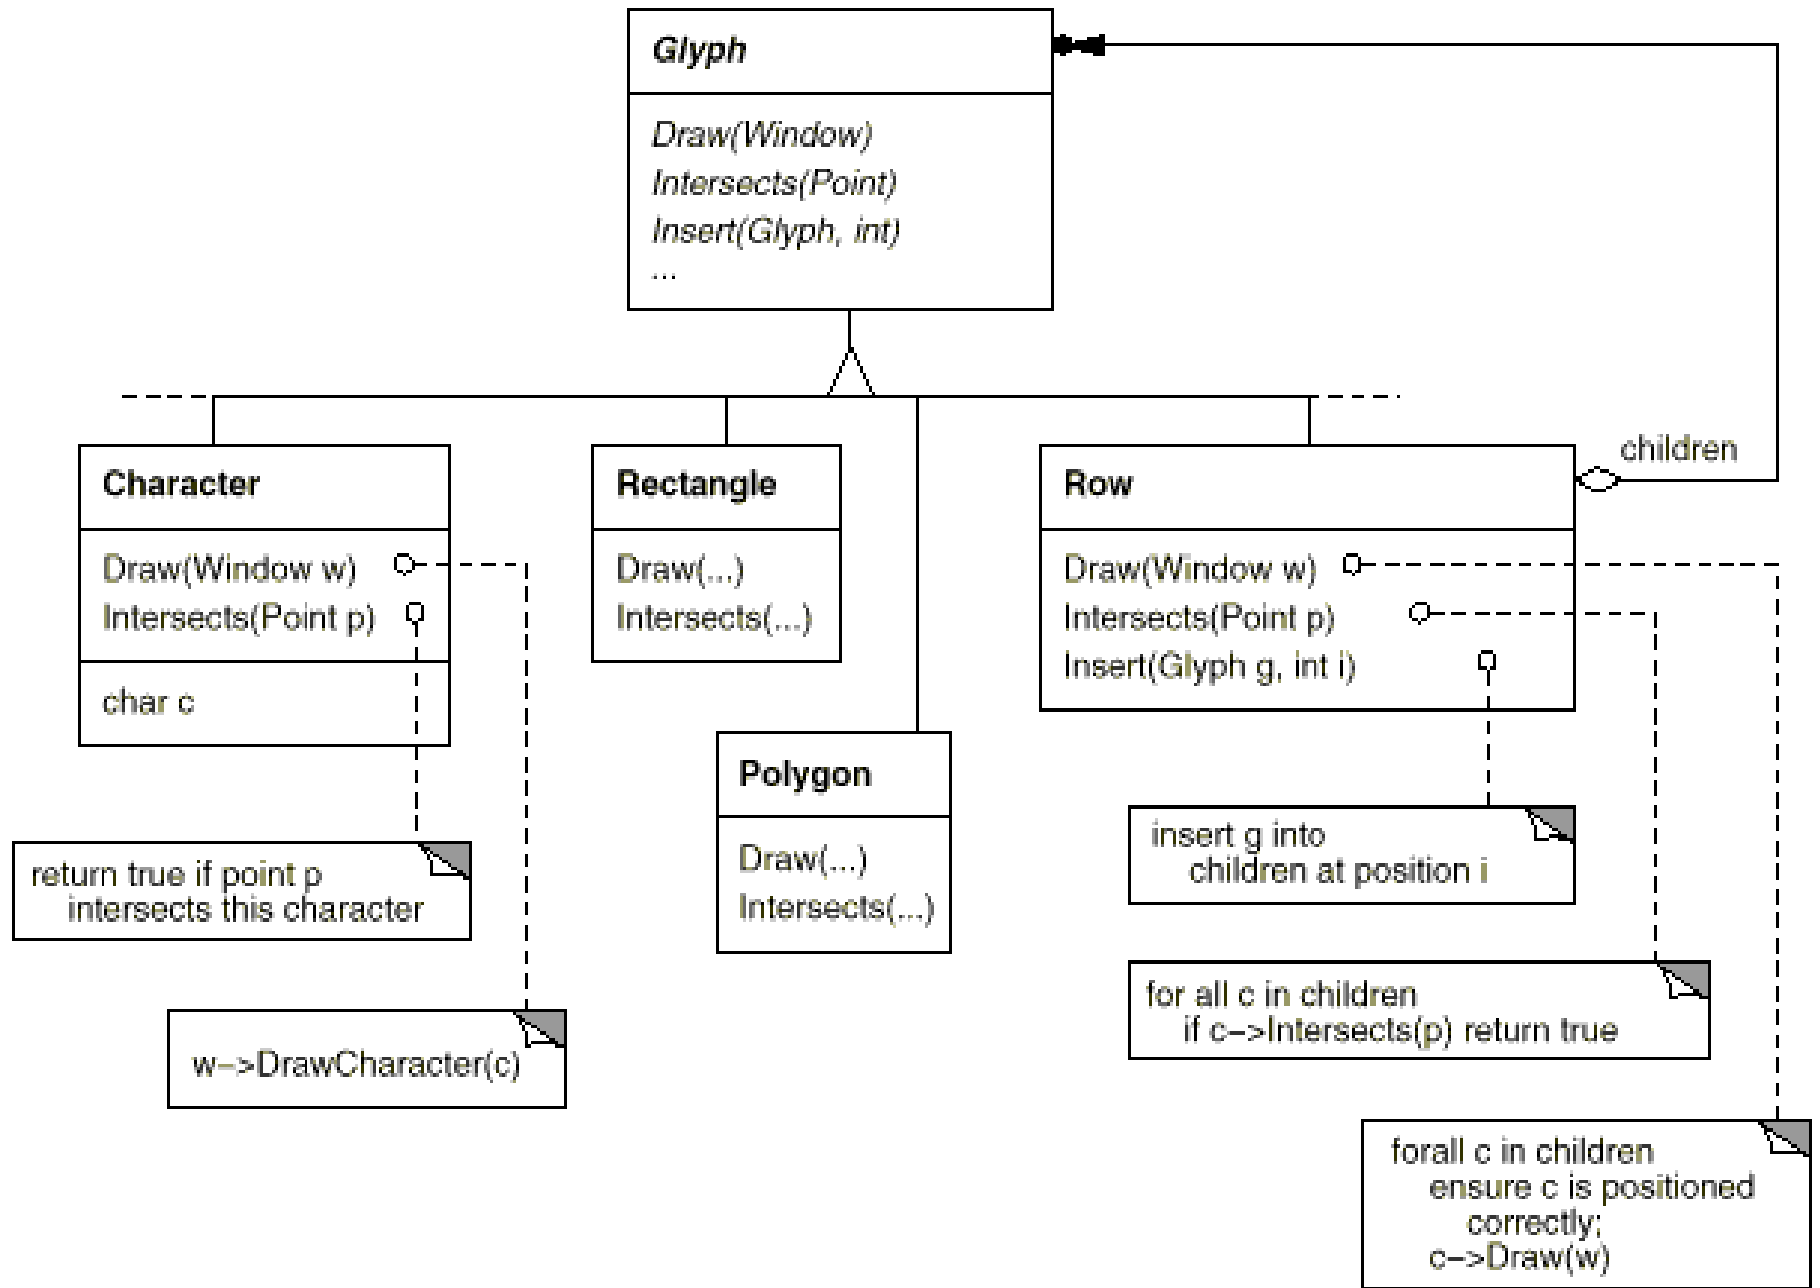 Glyph
Draw(Window)
Intersects(Point)
Insert(Glyph, int)
...
children
Character
Draw(Window w)
Intersects(Point p)
char c
Rectangle
Draw(...)
Intersects(...)
Row
Draw(Window w)
Intersects(Point p)
Insert(Glyph g, int i)
Polygon
Draw(...)
Intersects(...)
return true if point p
intersects this character
w->DrawCharacter(c)
insert g into
children at position i
for all c in children
if c->Intersects(p) return true
forall c in children
ensure c is positioned
correctly;
c->Draw(w)